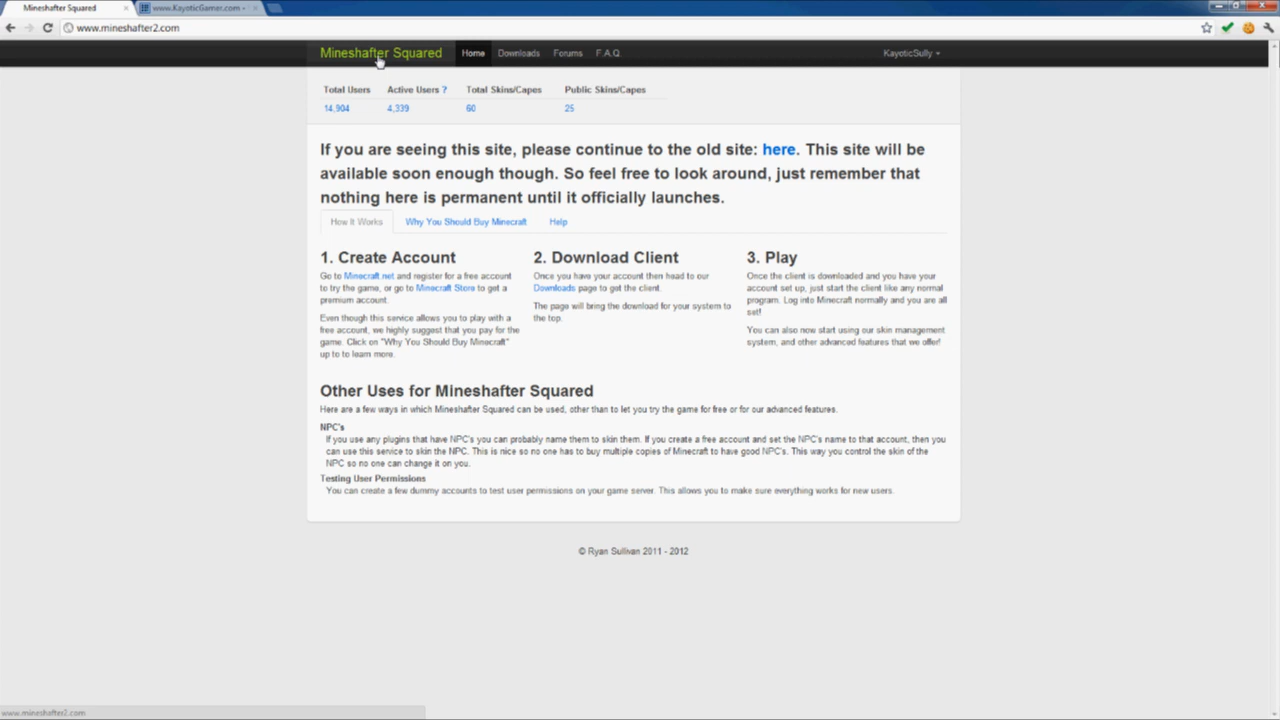 Mineshafter Squared
www.KayoticGamer.com -
www.mineshafter2.com
Mineshafter Squared Home Downloads Forums F.A.Q. KayoticSully
Total Users Active Users ? Total Skins/Capes Public Skins/Capes
14,904 4,339 60 25
If you are seeing this site, please continue to the old site: here. This site will be
available soon enough though. So feel free to look around, just remember that
nothing here is permanent until it officially launches.
How It Works Why You Should Buy Minecraft Help
1. Create Account
Go to Minecraft.net and register for a free account
to try the game, or go to Minecraft Store to get a
premium account.
Even though this service allows you to play with a
free account, we highly suggest that you pay for the
game. Click on "Why You Should Buy Minecraft"
up to to learn more.
2. Download Client
Once you have your account then head to our
Downloads page to get the client.
The page will bring the download for your system to
the top.
3. Play
Once the client is downloaded and you have your
account set up, just start the client like any normal
program. Log into Minecraft normally and you are all
set!
You can also now start using our skin management
system, and other advanced features that we offer!
Other Uses for Mineshafter Squared
Here are a few ways in which Mineshafter Squared can be used, other than to let you try the game for free or for our advanced features.
NPC's
If you use any plugins that have NPC's you can probably name them to skin them. If you create a free account and set the NPC's name to that account, then you
can use this service to skin the NPC. This is nice so no one has to buy multiple copies of Minecraft to have good NPC's. This way you control the skin of the
NPC so no one can change it on you.
Testing User Permissions
You can create a few dummy accounts to test user permissions on your game server. This allows you to make sure everything works for new users.
© Ryan Sullivan 2011 - 2012
www.mineshafter2.com